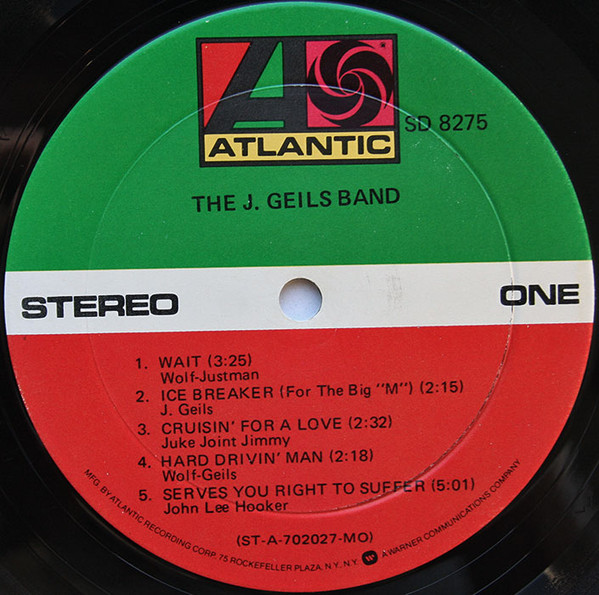 ATLANTIC
SD 8275
THE J. GEILS BAND
STEREO
ONE
1. WAIT (3:25)
Wolf-Justman
2. ICE BREAKER (For The Big "M") (2:15)
J. Geils
3. CRUISIN' FOR A LOVE (2:32)
Juke Joint Jimmy
4. HARD DRIVIN' MAN (2:18)
Wolf-Geils
5. SERVES YOU RIGHT TO SUFFER (5:01)
John Lee Hooker
(ST-A-702027-MO)
MFG. BY ATLANTIC RECORDING CORP. 75 ROCKEFELLER PLAZA, N.Y. N.Y. A WARNER COMMUNICATIONS COMPANY